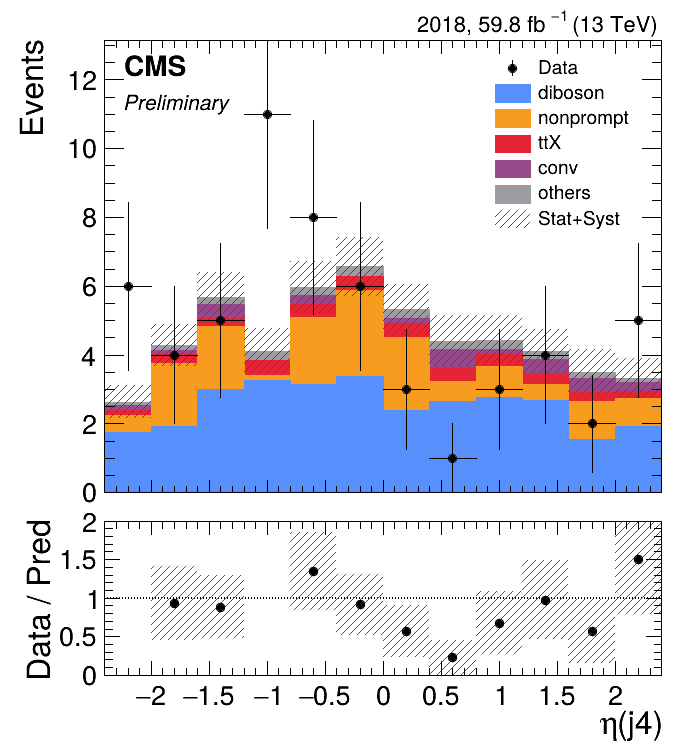 2018, 59.8 fb⁻¹ (13 TeV)
Events
CMS
Preliminary
Data
diboson
nonprompt
ttX
conv
others
Stat+Syst
12
10
8
6
4
2
0
Data / Pred
2
1.5
1
0.5
0
−2 −1.5 −1 −0.5 0 0.5 1 1.5 2
η(j4)